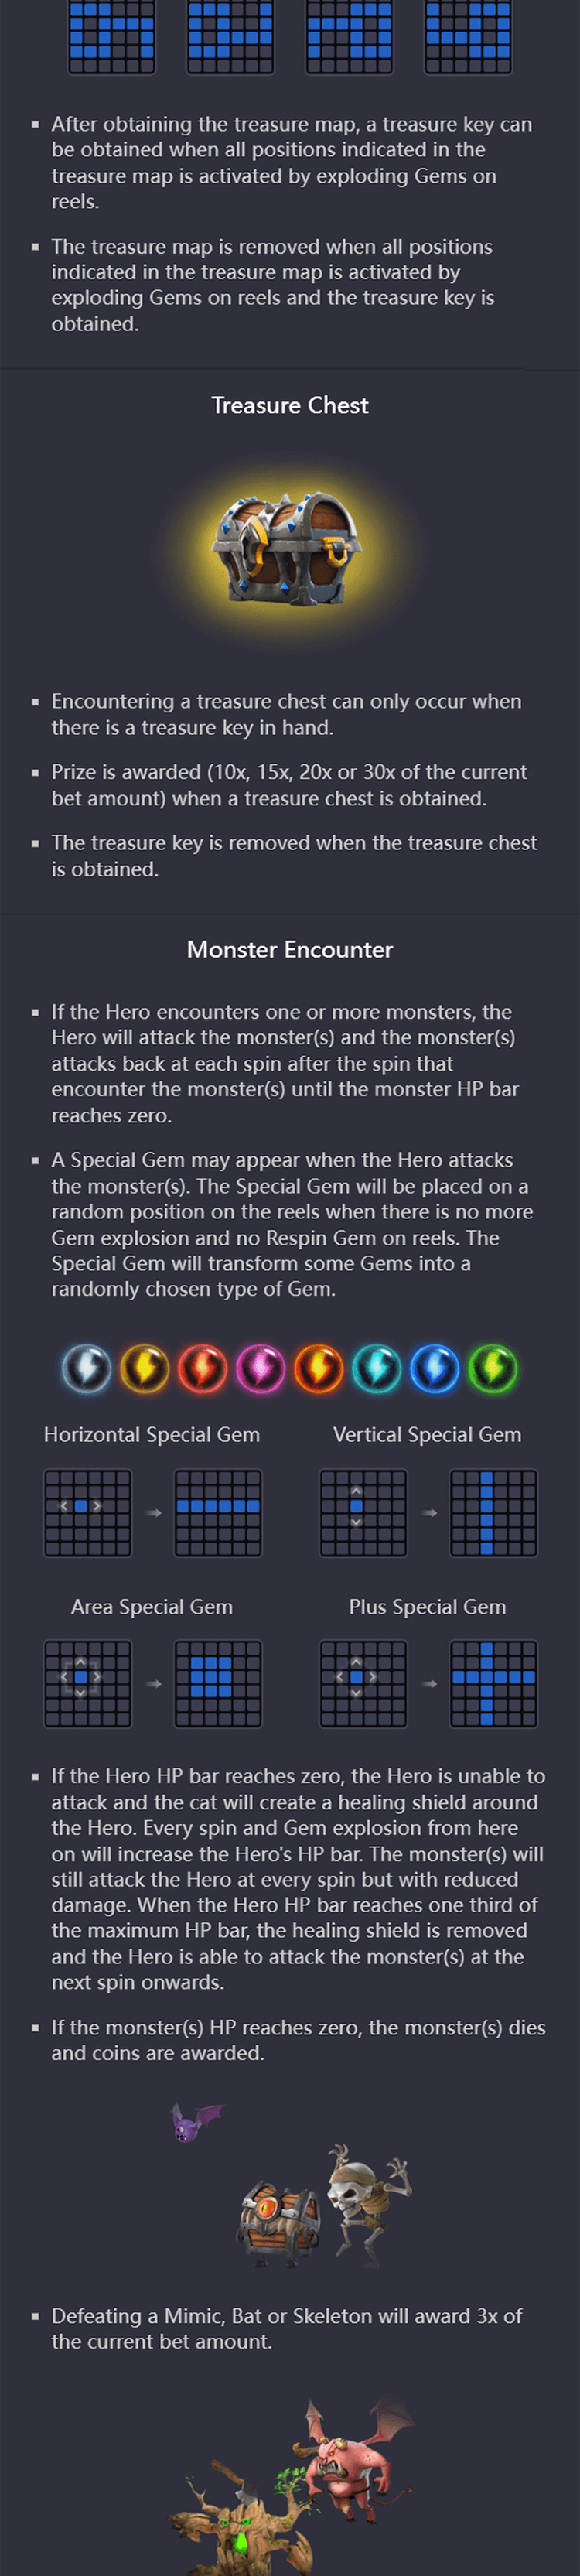 After obtaining the treasure map, a treasure key can
be obtained when all positions indicated in the
treasure map is activated by exploding Gems on
reels.
The treasure map is removed when all positions
indicated in the treasure map is activated by
exploding Gems on reels and the treasure key is
obtained.
Treasure Chest
Encountering a treasure chest can only occur when
there is a treasure key in hand.
Prize is awarded (10x, 15x, 20x or 30x of the current
bet amount) when a treasure chest is obtained.
The treasure key is removed when the treasure chest
is obtained.
Monster Encounter
If the Hero encounters one or more monsters, the
Hero will attack the monster(s) and the monster(s)
attacks back at each spin after the spin that
encounter the monster(s) until the monster HP bar
reaches zero.
A Special Gem may appear when the Hero attacks
the monster(s). The Special Gem will be placed on a
random position on the reels when there is no more
Gem explosion and no Respin Gem on reels. The
Special Gem will transform some Gems into a
randomly chosen type of Gem.
Horizontal Special Gem Vertical Special Gem
Area Special Gem Plus Special Gem
If the Hero HP bar reaches zero, the Hero is unable to
attack and the cat will create a healing shield around
the Hero. Every spin and Gem explosion from here
on will increase the Hero's HP bar. The monster(s) will
still attack the Hero at every spin but with reduced
damage. When the Hero HP bar reaches one third of
the maximum HP bar, the healing shield is removed
and the Hero is able to attack the monster(s) at the
next spin onwards.
If the monster(s) HP reaches zero, the monster(s) dies
and coins are awarded.
Defeating a Mimic, Bat or Skeleton will award 3x of
the current bet amount.